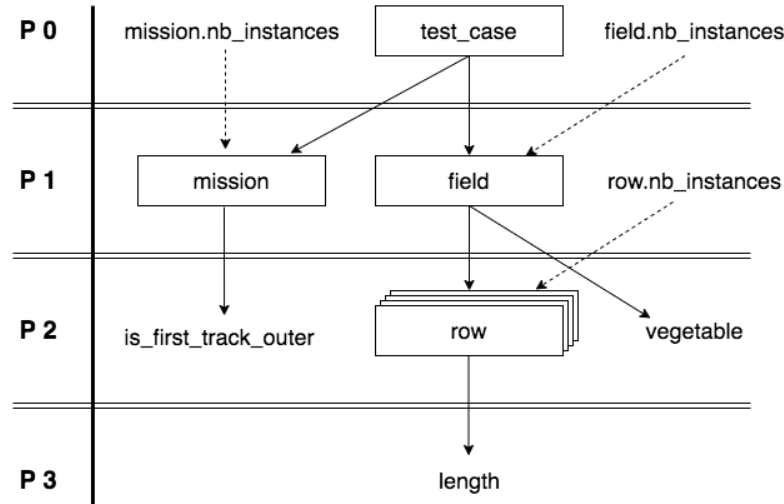 P 0
mission.nb_instances
test_case
field.nb_instances
P 1
mission
field
row.nb_instances
P 2
is_first_track_outer
row
vegetable
P 3
length